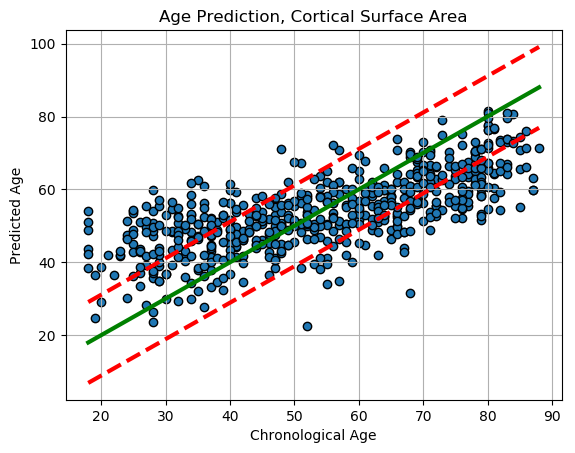 Age Prediction, Cortical Surface Area
100
80
60
40
20
Predicted Age
20 30 40 50 60 70 80 90
Chronological Age